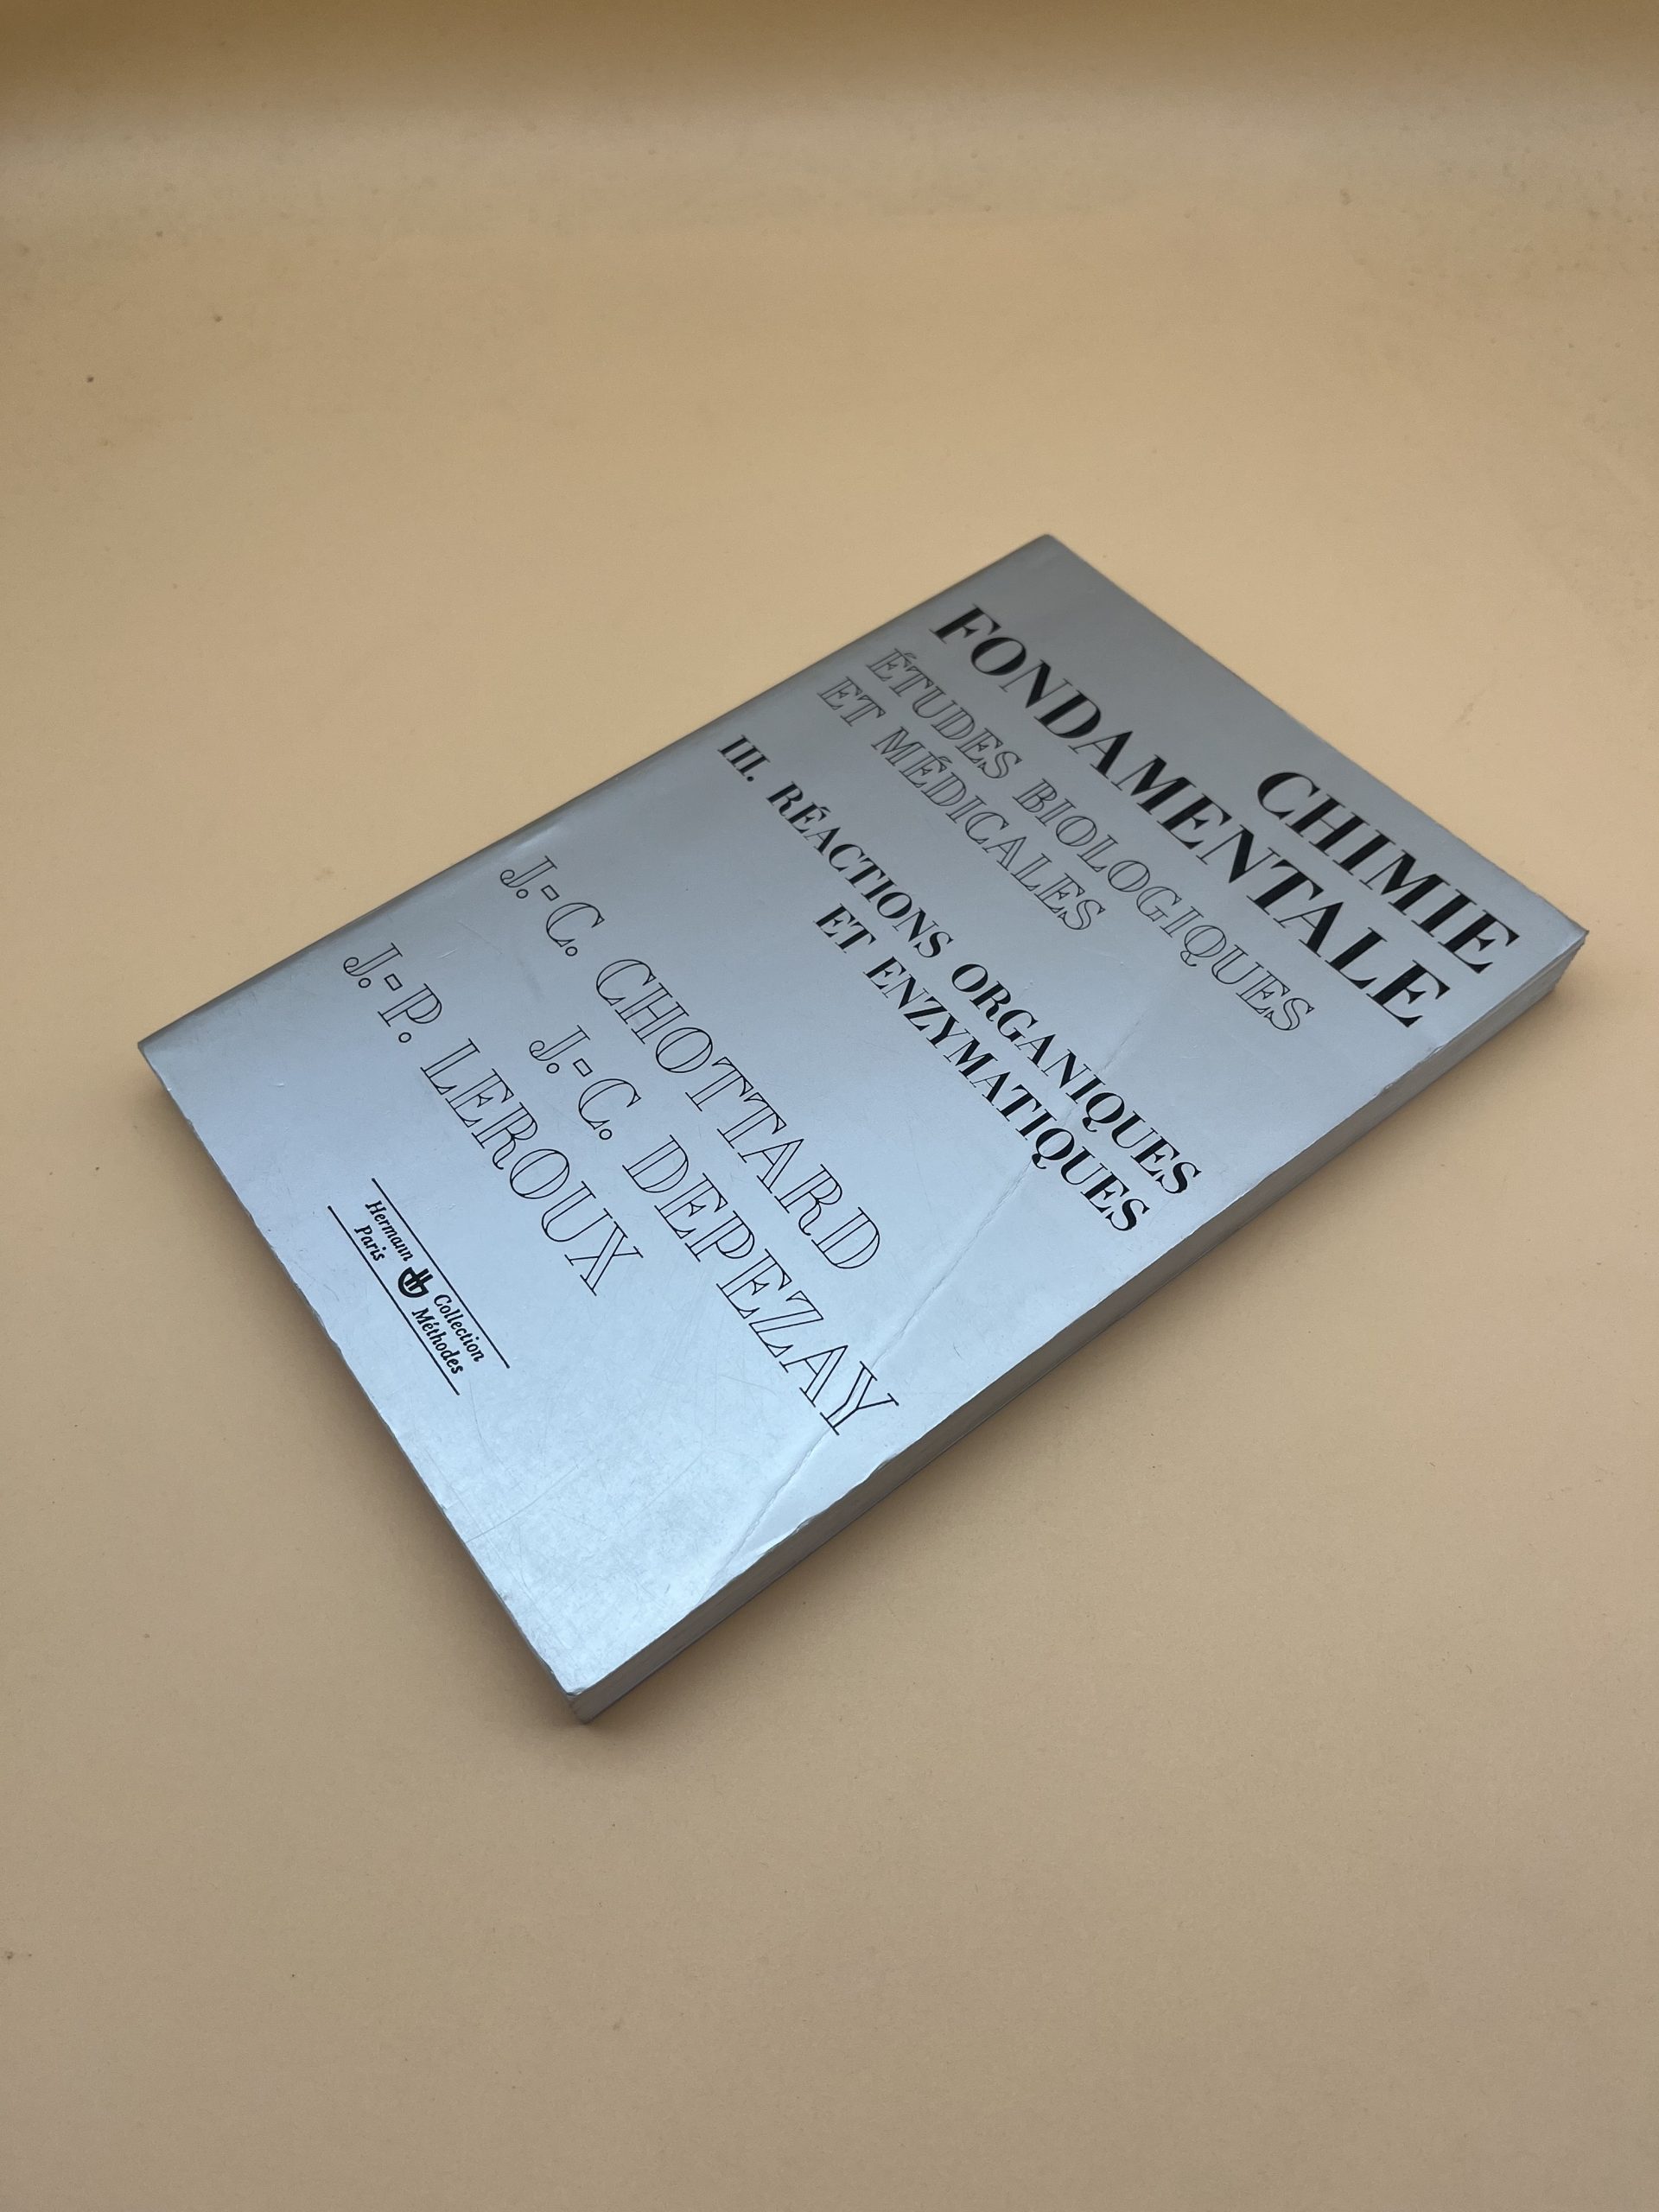 CHIMIE
FONDAMENTALE
ÉTUDES BIOLOGIQUES
ET MÉDICALES
III. RÉACTIONS ORGANIQUES
ET ENZYMATIQUES
J.-C. CHOTTARD
J.-C. DEPEZAY
J.-P. LEROUX
Hermann Collection
Paris Méthodes